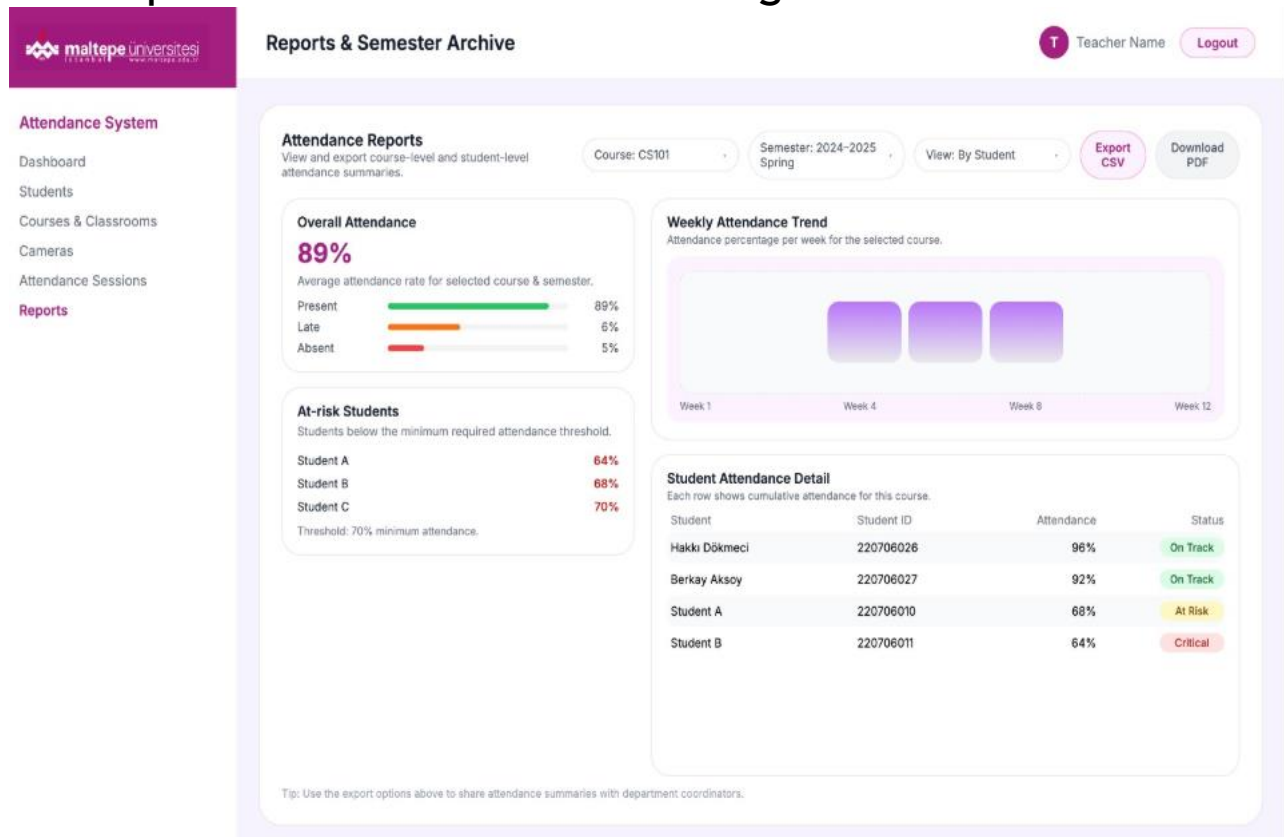 maltepe üniversitesi
istanbul www.maltepe.edu.tr
Reports & Semester Archive
T
Teacher Name
Logout
Attendance System
Dashboard
Students
Courses & Classrooms
Cameras
Attendance Sessions
Reports
Attendance Reports
View and export course-level and student-level
attendance summaries.
Course: CS101
Semester: 2024-2025
Spring
View: By Student
Export
CSV
Download
PDF
Overall Attendance
89%
Average attendance rate for selected course & semester.
Present 89%
Late 6%
Absent 5%
At-risk Students
Students below the minimum required attendance threshold.
Student A 64%
Student B 68%
Student C 70%
Threshold: 70% minimum attendance.
Weekly Attendance Trend
Attendance percentage per week for the selected course.
Week 1 Week 4 Week 8 Week 12
Student Attendance Detail
Each row shows cumulative attendance for this course.
Student Student ID Attendance Status
Hakkı Dökmeci 220706026 96% On Track
Berkay Aksoy 220706027 92% On Track
Student A 220706010 68% At Risk
Student B 220706011 64% Critical
Tip: Use the export options above to share attendance summaries with department coordinators.